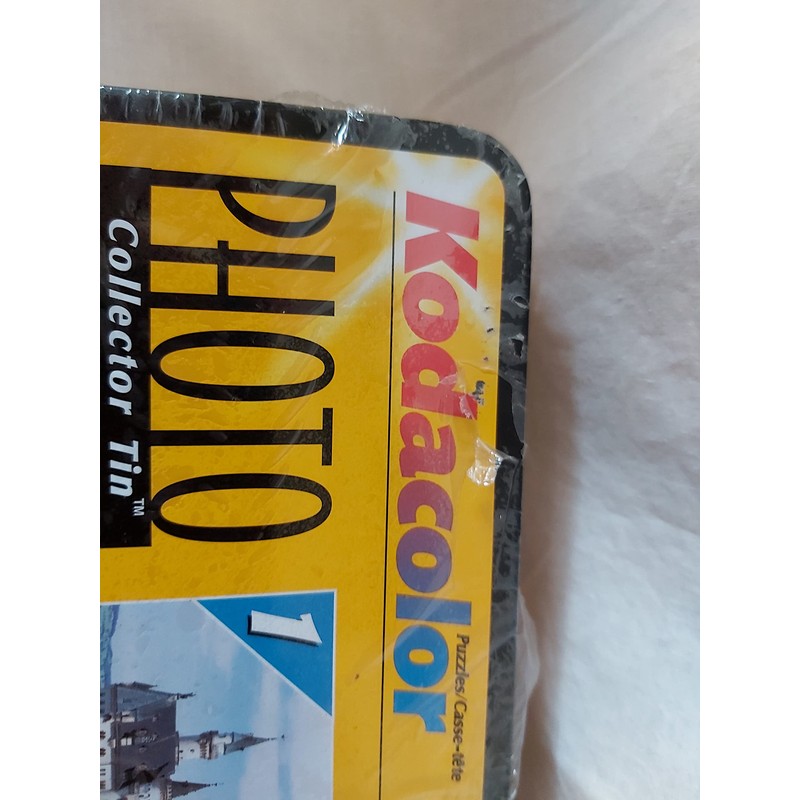 Kodacolor
Puzzles/Casse-tête
PHOTO
Collector Tin™
1